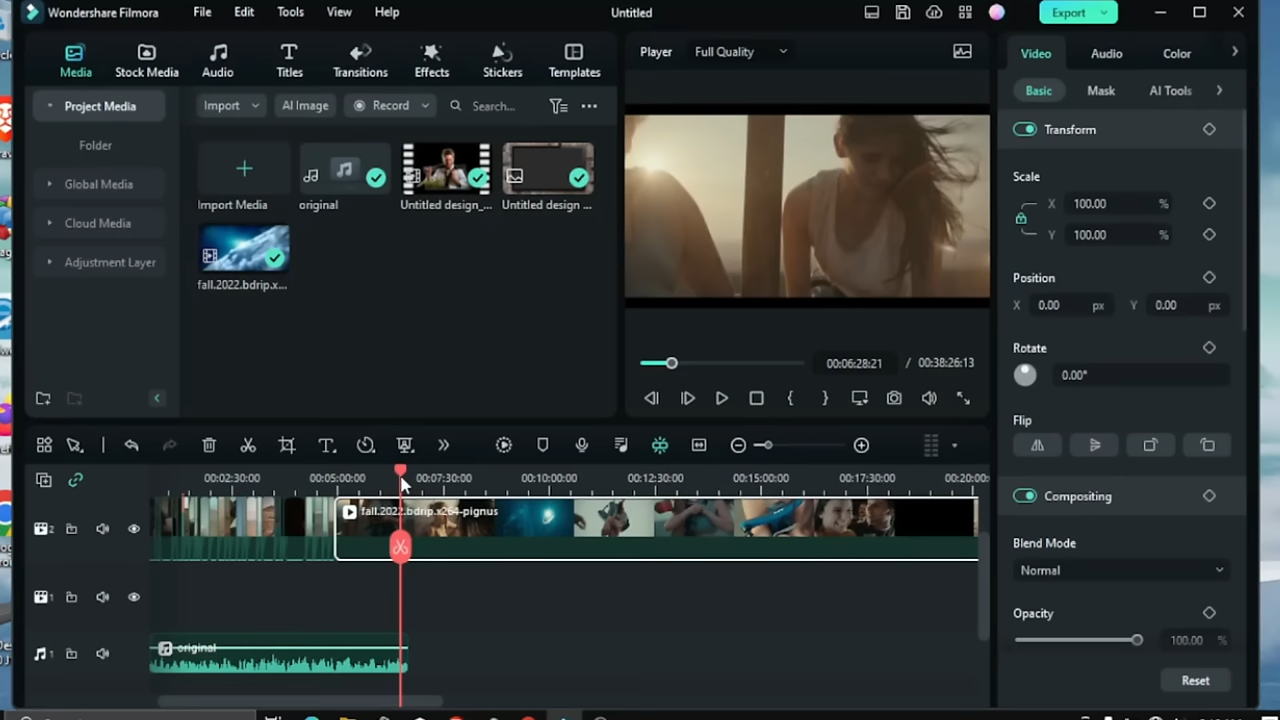 Wondershare Filmora File Edit Tools View Help Untitled Export
Media Stock Media Audio Titles Transitions Effects Stickers Templates
Player Full Quality
Video Audio Color
Project Media
Import AI Image Record Search...
Basic Mask AI Tools
Folder
Global Media
Cloud Media
Adjustment Layer
Import Media original Untitled design_... Untitled design ...
fall.2022.bdrip.x...
Transform
Scale
X 100.00 %
Y 100.00 %
Position
X 0.00 px Y 0.00 px
Rotate
0.00°
Flip
00:06:28:21 / 00:38:26:13
00:02:30:00 00:05:00:00 00:07:30:00 00:10:00:00 00:12:30:00 00:15:00:00 00:17:30:00 00:20:00:
fall.2022.bdrip.x264-pignus
2
1
original
1
Compositing
Blend Mode
Normal
Opacity
100.00 %
Reset